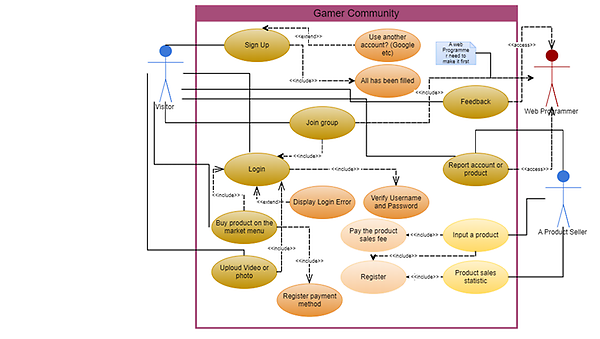 Gamer Community
Sign Up
<<extend>>
Use another
account? (Google
etc)
A web
Programme
r need to
make it first
<<access>>
<<include>>
All has been filled
Visitor
Feedback
Web Programmer
Join group
<<include>>
Login
<<include>>
Report account or
product
<<access>>
<<include>>
<<extend>>
Display Login Error
Verify Username
and Password
Buy product on the
market menu
Pay the product
sales fee
<<include>>
Input a product
A Product Seller
<<include>>
<<include>>
<<include>>
Uploud Video or
photo
Register
<<include>>
Product sales
statistic
Register payment
method